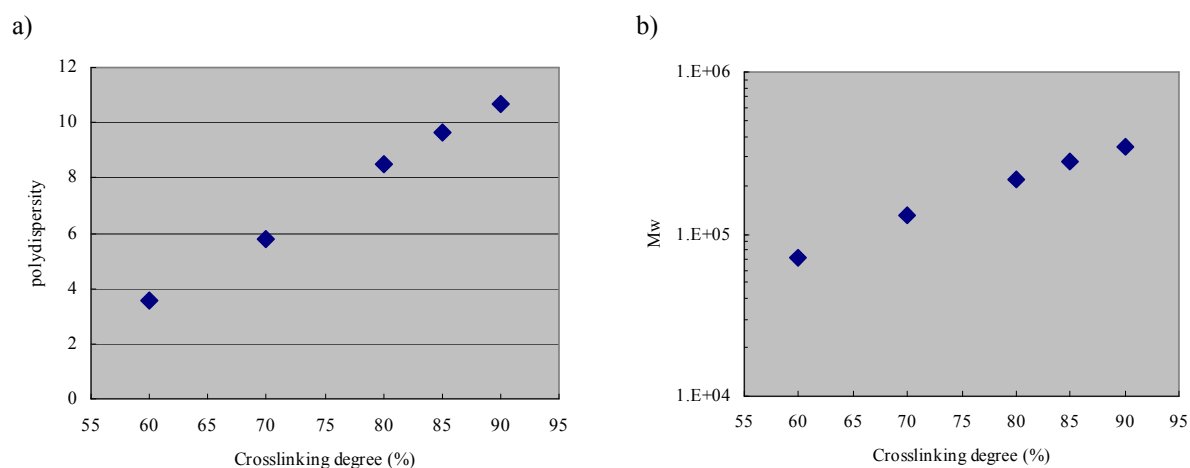 a)
12
10
8
6
4
2
0
polydispersity
55 60 65 70 75 80 85 90 95
Crosslinking degree (%)
b)
1.E+06
1.E+05
1.E+04
Mw
55 60 65 70 75 80 85 90 95
Crosslinking degree (%)